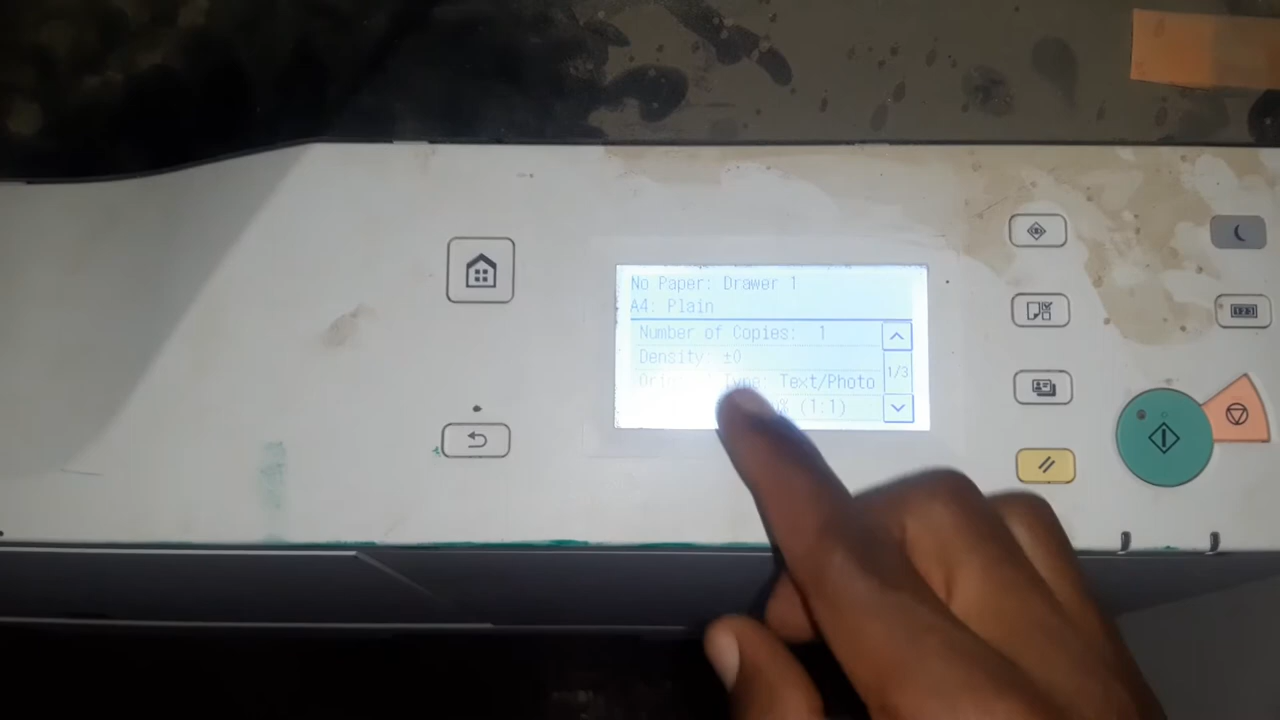 No Paper: Drawer 1
A4: Plain
Number of Copies: 1
Density: ±0
Type: Text/Photo
1/3
% (1:1)